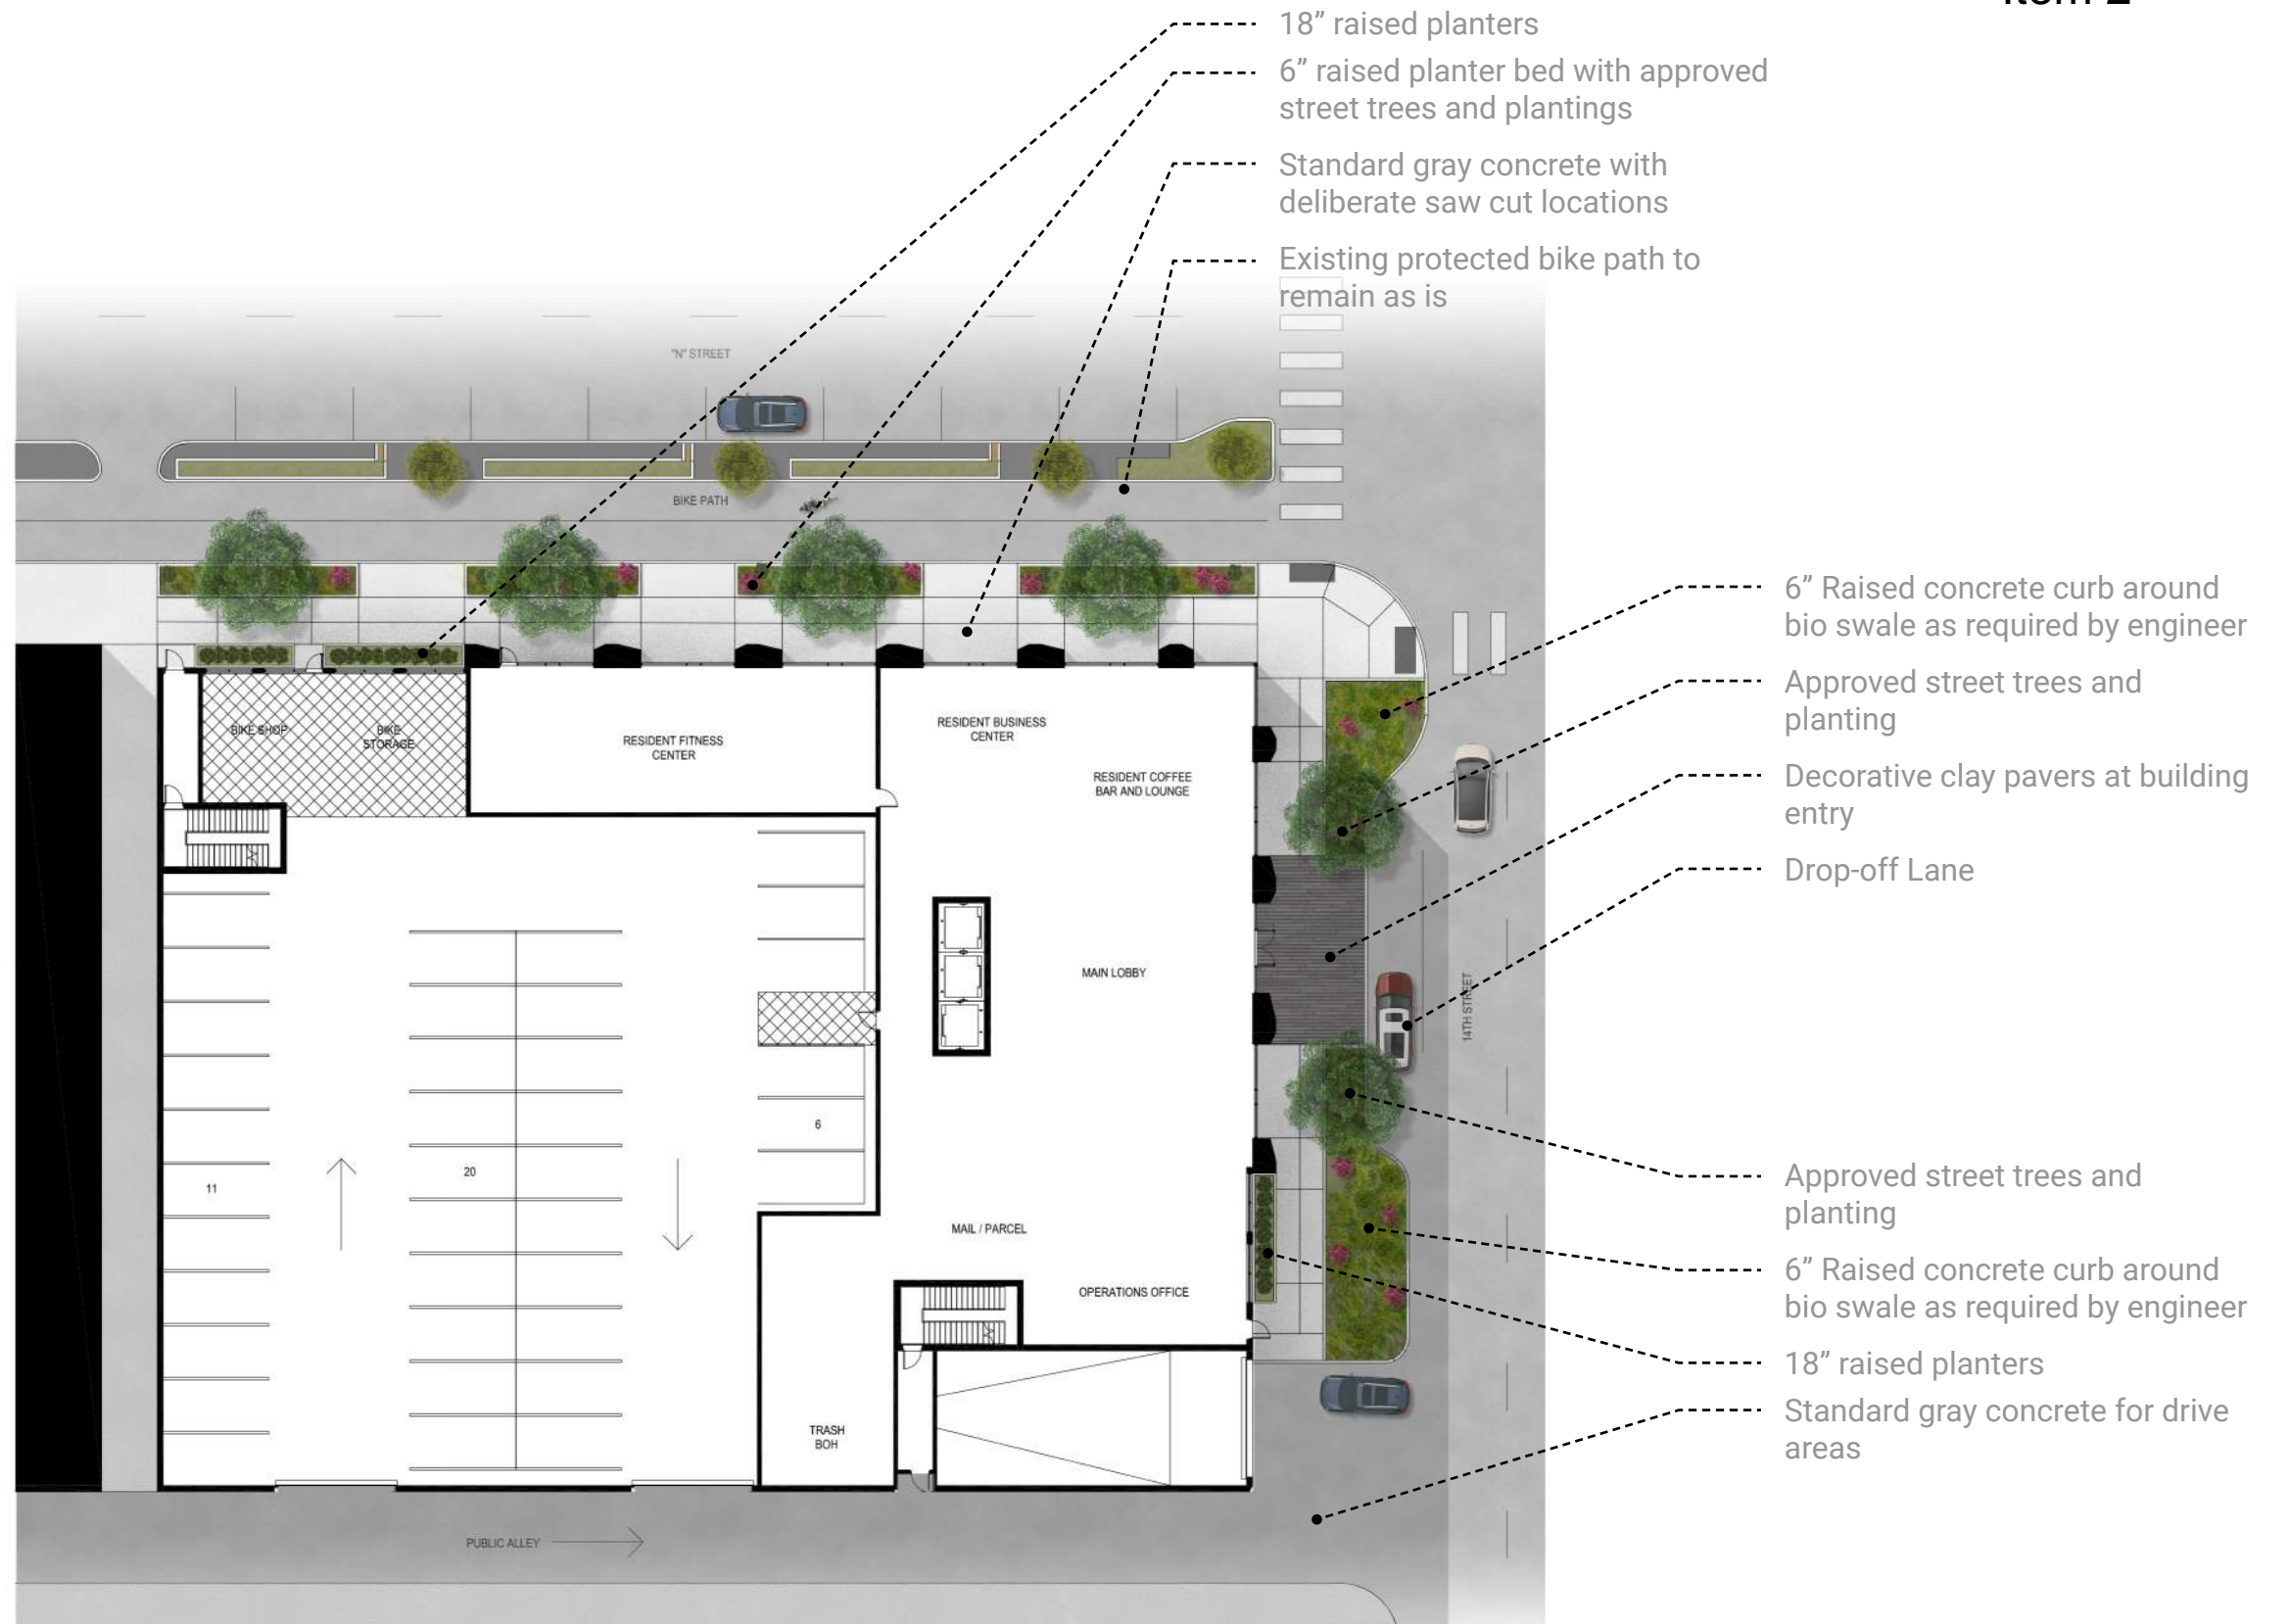 Item 2
18” raised planters
6” raised planter bed with approved
street trees and plantings
Standard gray concrete with
deliberate saw cut locations
Existing protected bike path to
remain as is
"N" STREET
BIKE PATH
6” Raised concrete curb around
bio swale as required by engineer
Approved street trees and
planting
Decorative clay pavers at building
entry
Drop-off Lane
BIKE SHOP
BIKE
STORAGE
RESIDENT FITNESS
CENTER
RESIDENT BUSINESS
CENTER
RESIDENT COFFEE
BAR AND LOUNGE
MAIN LOBBY
14TH STREET
6
20
11
MAIL / PARCEL
OPERATIONS OFFICE
TRASH
BOH
Approved street trees and
planting
6” Raised concrete curb around
bio swale as required by engineer
18” raised planters
Standard gray concrete for drive
areas
PUBLIC ALLEY